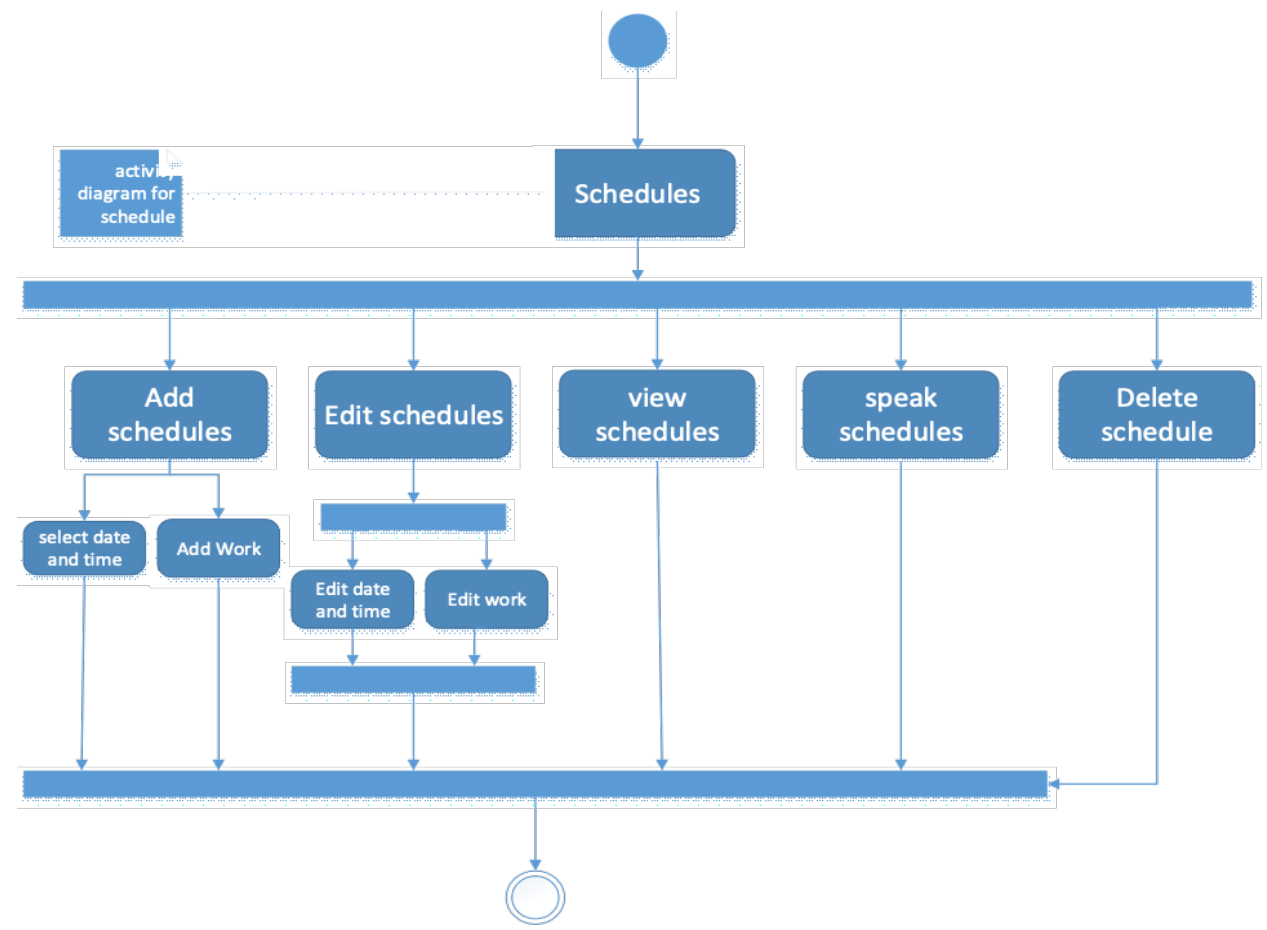 activity
diagram for
schedule
Schedules
Add
schedules
Edit schedules
view
schedules
speak
schedules
Delete
schedule
select date
and time
Add Work
Edit date
and time
Edit work